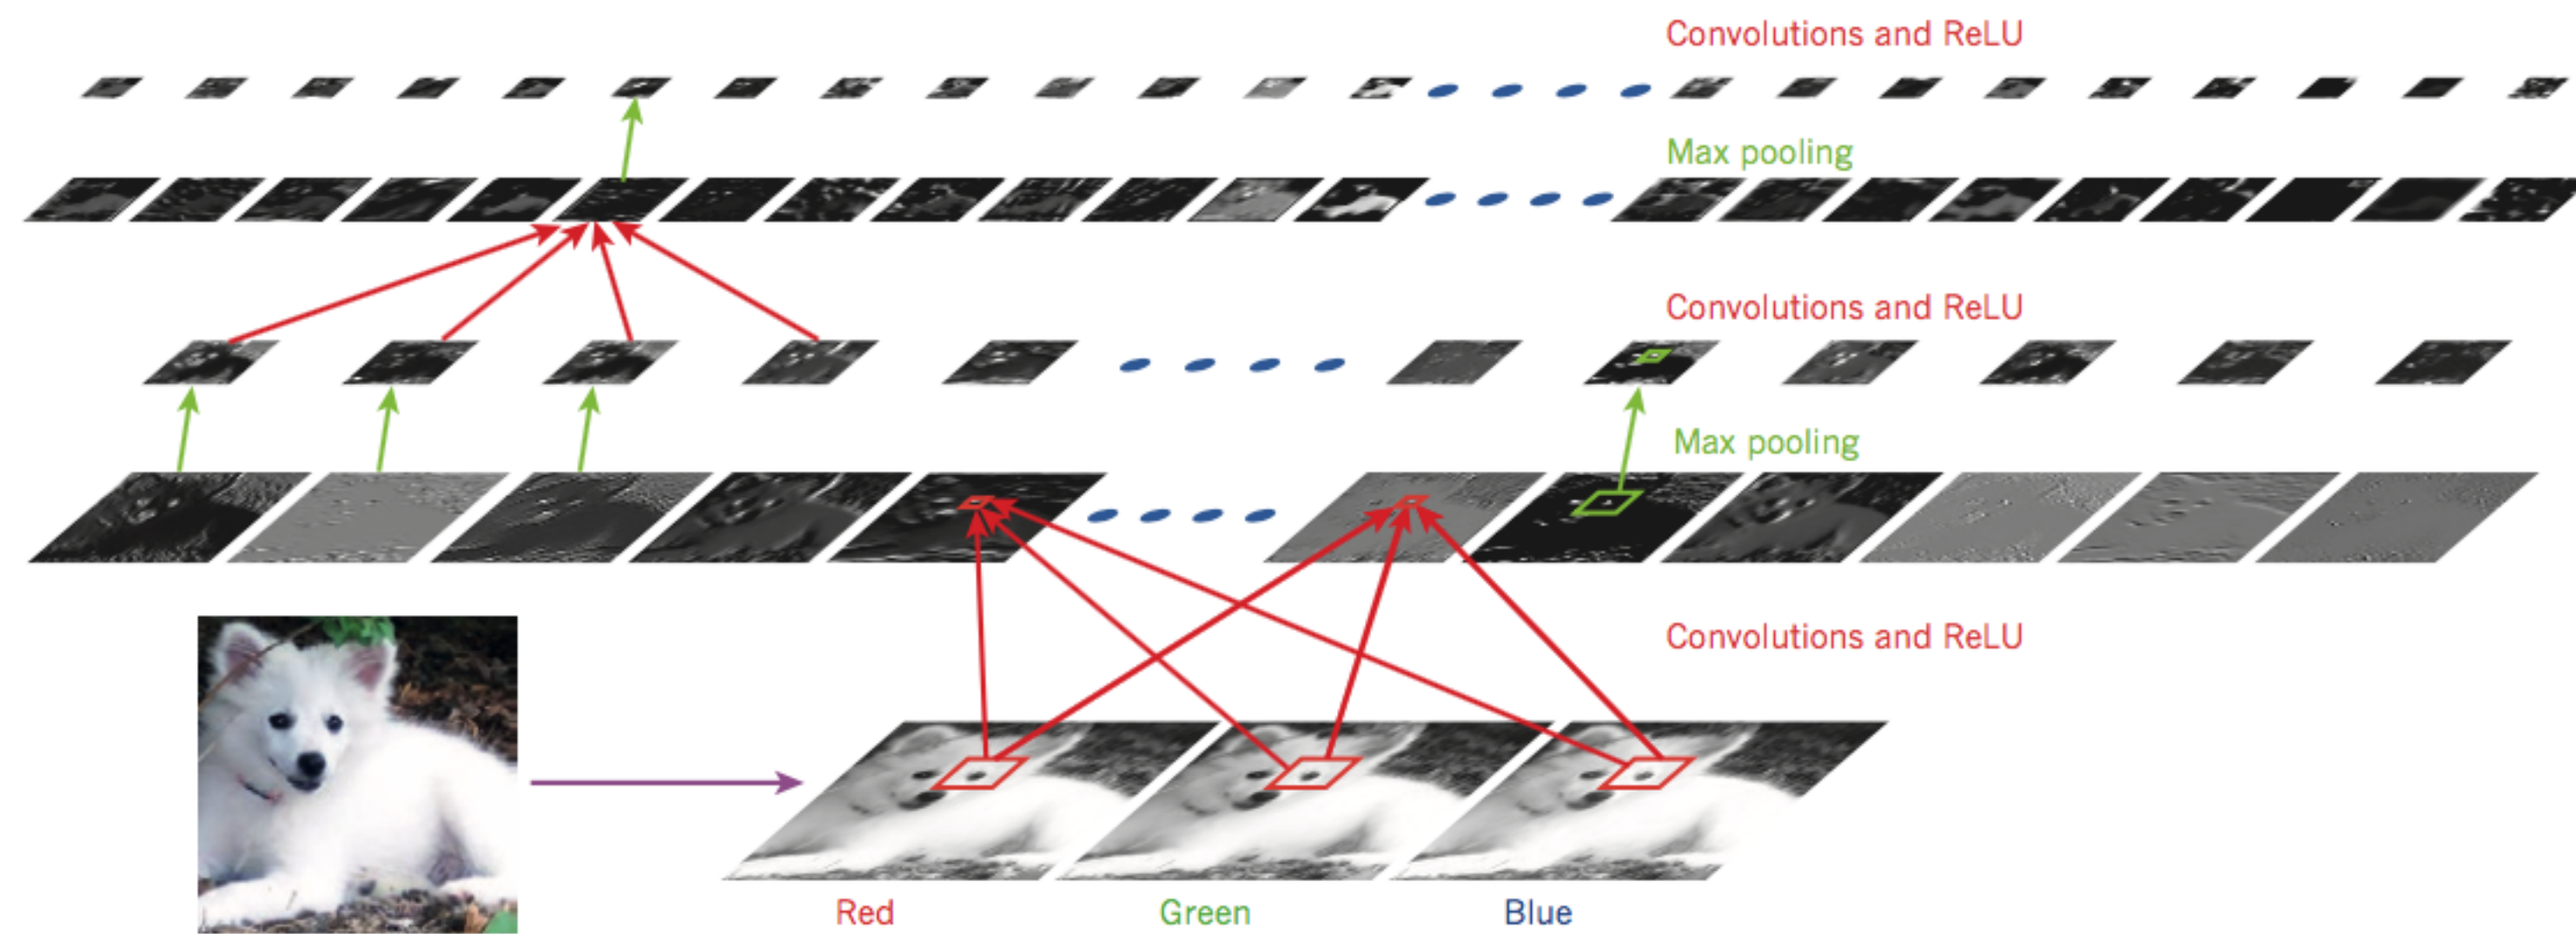 Convolutions and ReLU
Max pooling
Convolutions and ReLU
Max pooling
Convolutions and ReLU
Red
Green
Blue